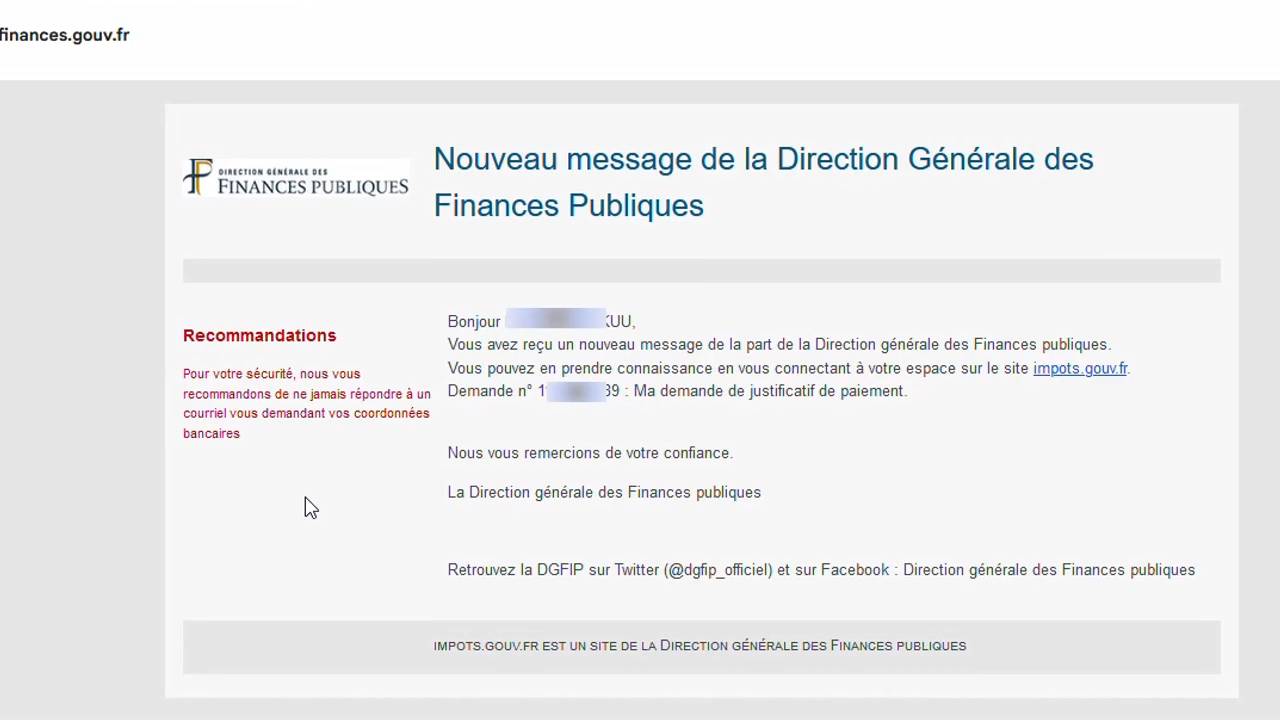 finances.gouv.fr
DIRECTION GÉNÉRALE DES
FINANCES PUBLIQUES
Nouveau message de la Direction Générale des
Finances Publiques
Recommandations
Pour votre sécurité, nous vous
recommandons de ne jamais répondre à un
courriel vous demandant vos coordonnées
bancaires
Bonjour KUU,
Vous avez reçu un nouveau message de la part de la Direction générale des Finances publiques.
Vous pouvez en prendre connaissance en vous connectant à votre espace sur le site impots.gouv.fr.
Demande n° : Ma demande de justificatif de paiement.
Nous vous remercions de votre confiance.
La Direction générale des Finances publiques
Retrouvez la DGFIP sur Twitter (@dgfip_officiel) et sur Facebook : Direction générale des Finances publiques
IMPOTS.GOUV.FR EST UN SITE DE LA DIRECTION GÉNÉRALE DES FINANCES PUBLIQUES